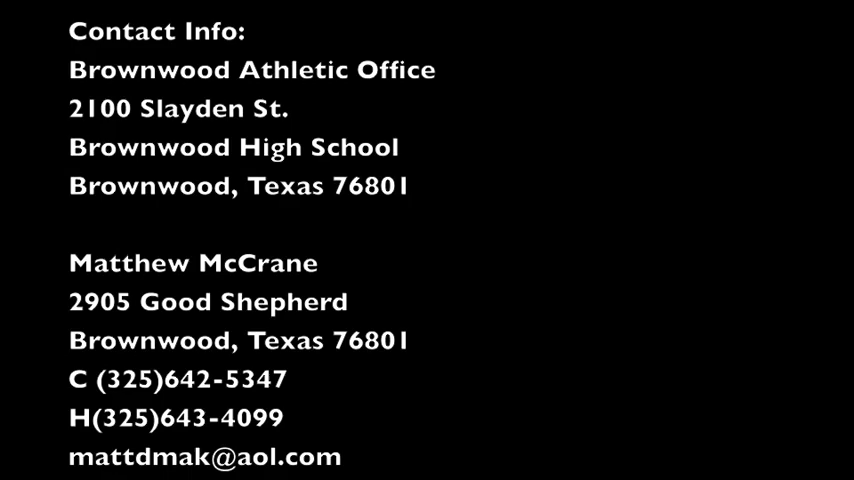 Contact Info:
Brownwood Athletic Office
2100 Slayden St.
Brownwood High School
Brownwood, Texas 76801
Matthew McCrane
2905 Good Shepherd
Brownwood, Texas 76801
C (325)642-5347
H(325)643-4099
mattdmak@aol.com